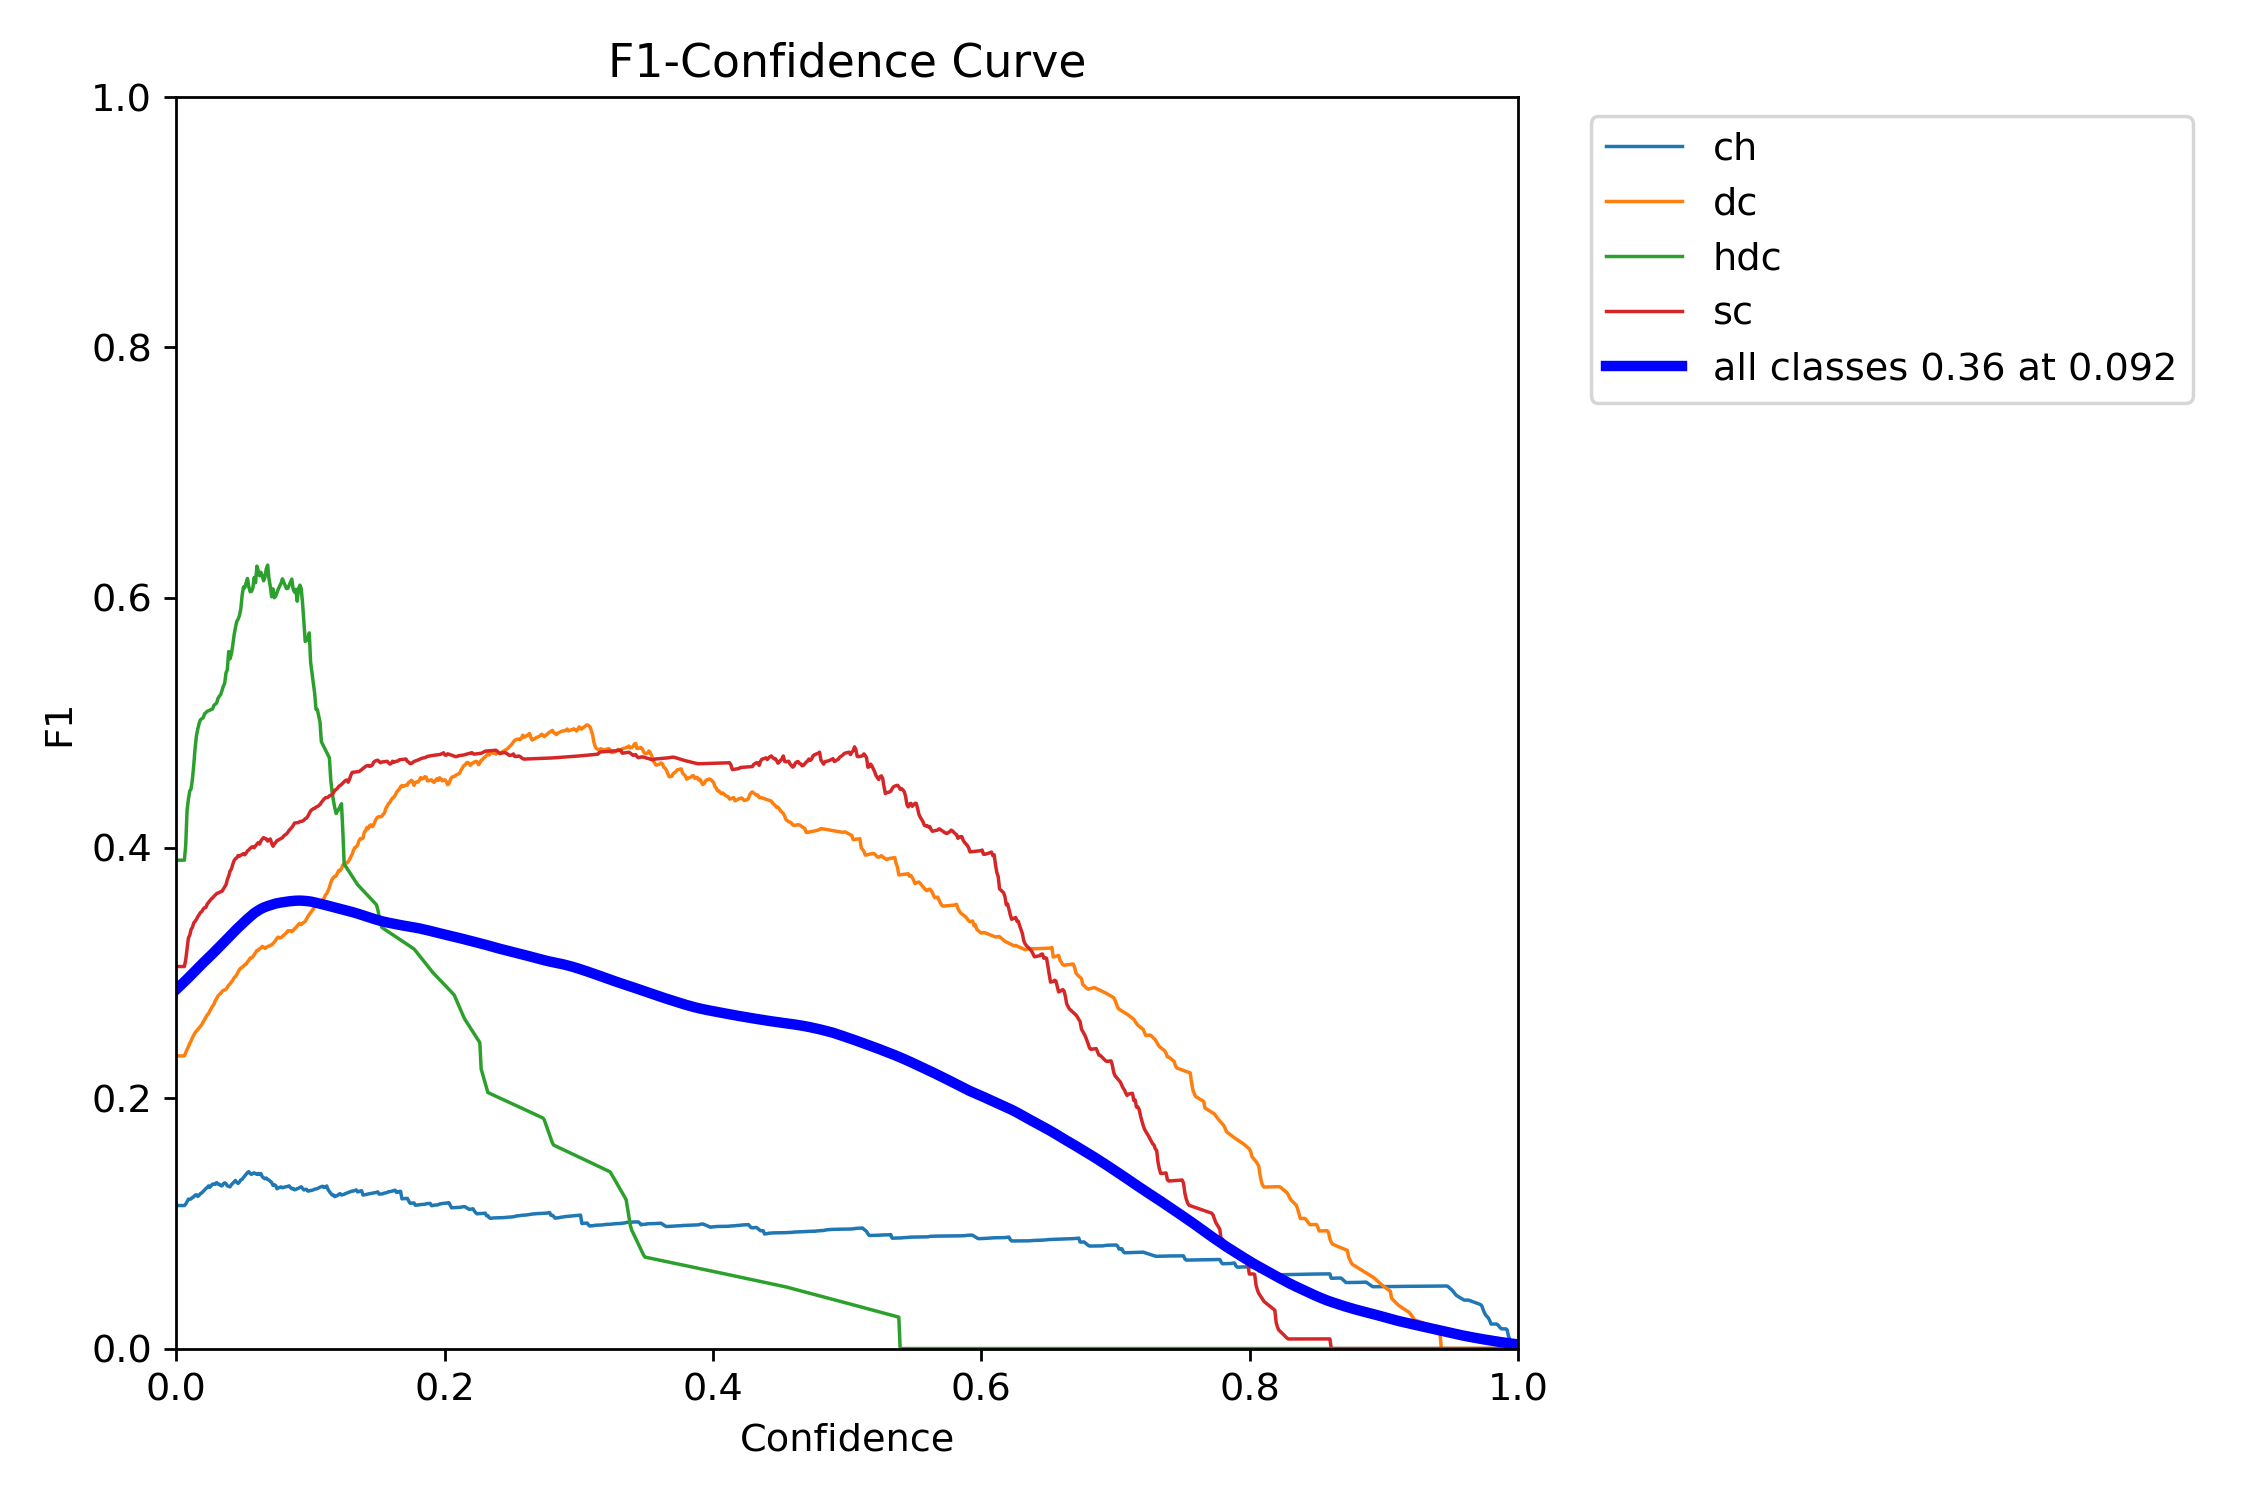 F1-Confidence Curve
1.0
0.8
0.6
0.4
0.2
0.0
F1
0.0 0.2 0.4 0.6 0.8 1.0
Confidence
ch
dc
hdc
sc
all classes 0.36 at 0.092